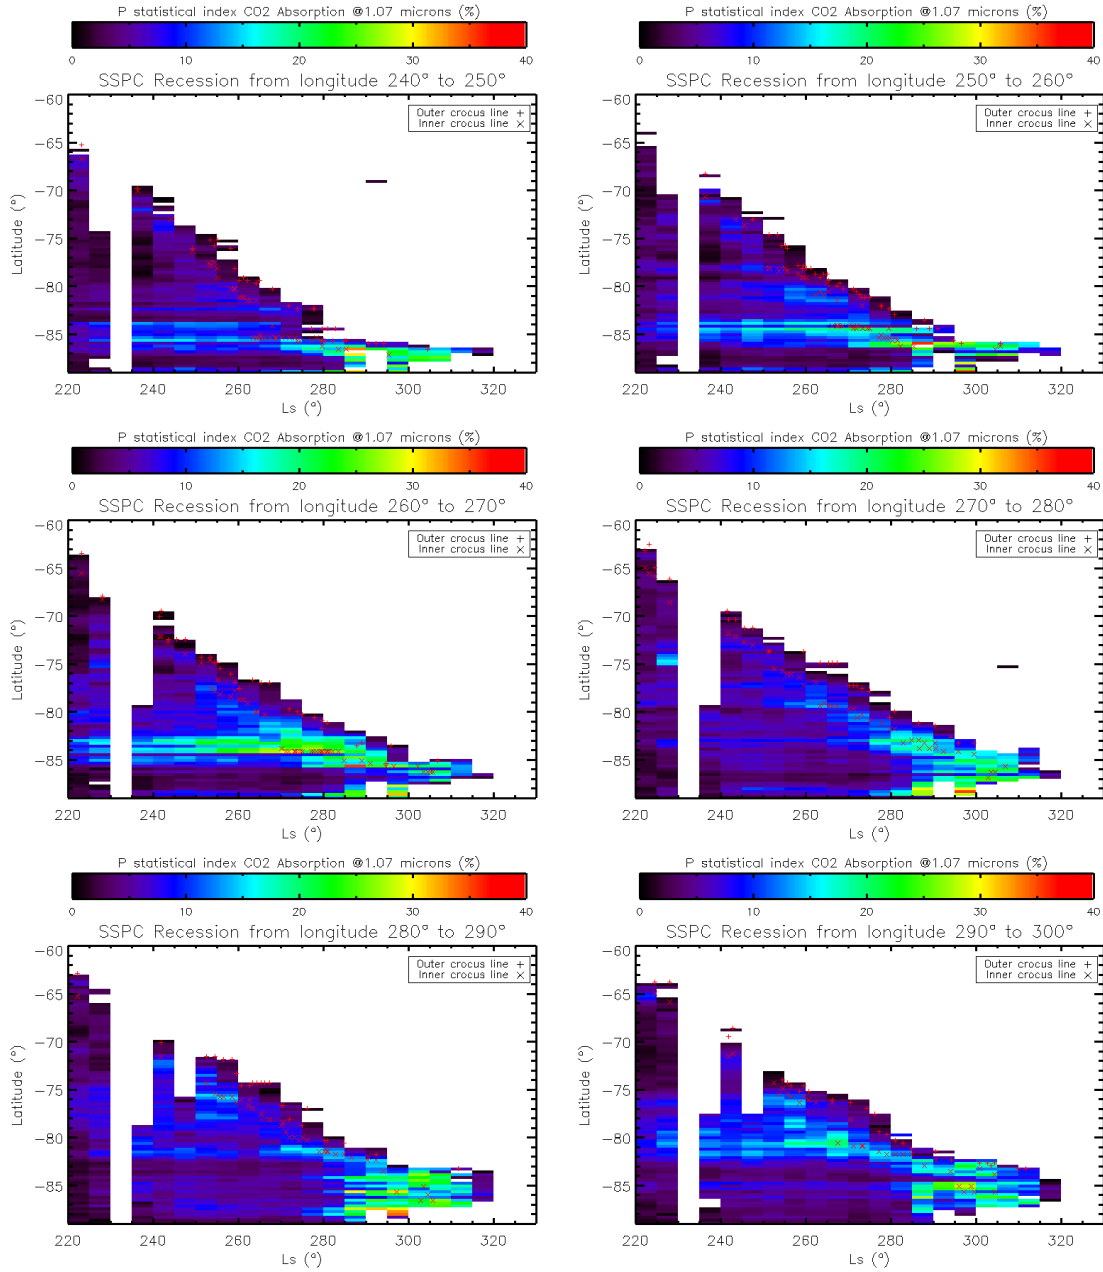 P statistical index CO2 Absorption @1.07 microns (%)
0 10 20 30 40
SSPC Recession from longitude 240° to 250°
Outer crocus line +
Inner crocus line ×
Latitude (°)
-60
-65
-70
-75
-80
-85
220 240 260 280 300 320
Ls (°)
P statistical index CO2 Absorption @1.07 microns (%)
0 10 20 30 40
SSPC Recession from longitude 250° to 260°
Outer crocus line +
Inner crocus line ×
Latitude (°)
-60
-65
-70
-75
-80
-85
220 240 260 280 300 320
Ls (°)
P statistical index CO2 Absorption @1.07 microns (%)
0 10 20 30 40
SSPC Recession from longitude 260° to 270°
Outer crocus line +
Inner crocus line ×
Latitude (°)
-60
-65
-70
-75
-80
-85
220 240 260 280 300 320
Ls (°)
P statistical index CO2 Absorption @1.07 microns (%)
0 10 20 30 40
SSPC Recession from longitude 270° to 280°
Outer crocus line +
Inner crocus line ×
Latitude (°)
-60
-65
-70
-75
-80
-85
220 240 260 280 300 320
Ls (°)
P statistical index CO2 Absorption @1.07 microns (%)
0 10 20 30 40
SSPC Recession from longitude 280° to 290°
Outer crocus line +
Inner crocus line ×
Latitude (°)
-60
-65
-70
-75
-80
-85
220 240 260 280 300 320
Ls (°)
P statistical index CO2 Absorption @1.07 microns (%)
0 10 20 30 40
SSPC Recession from longitude 290° to 300°
Outer crocus line +
Inner crocus line ×
Latitude (°)
-60
-65
-70
-75
-80
-85
220 240 260 280 300 320
Ls (°)